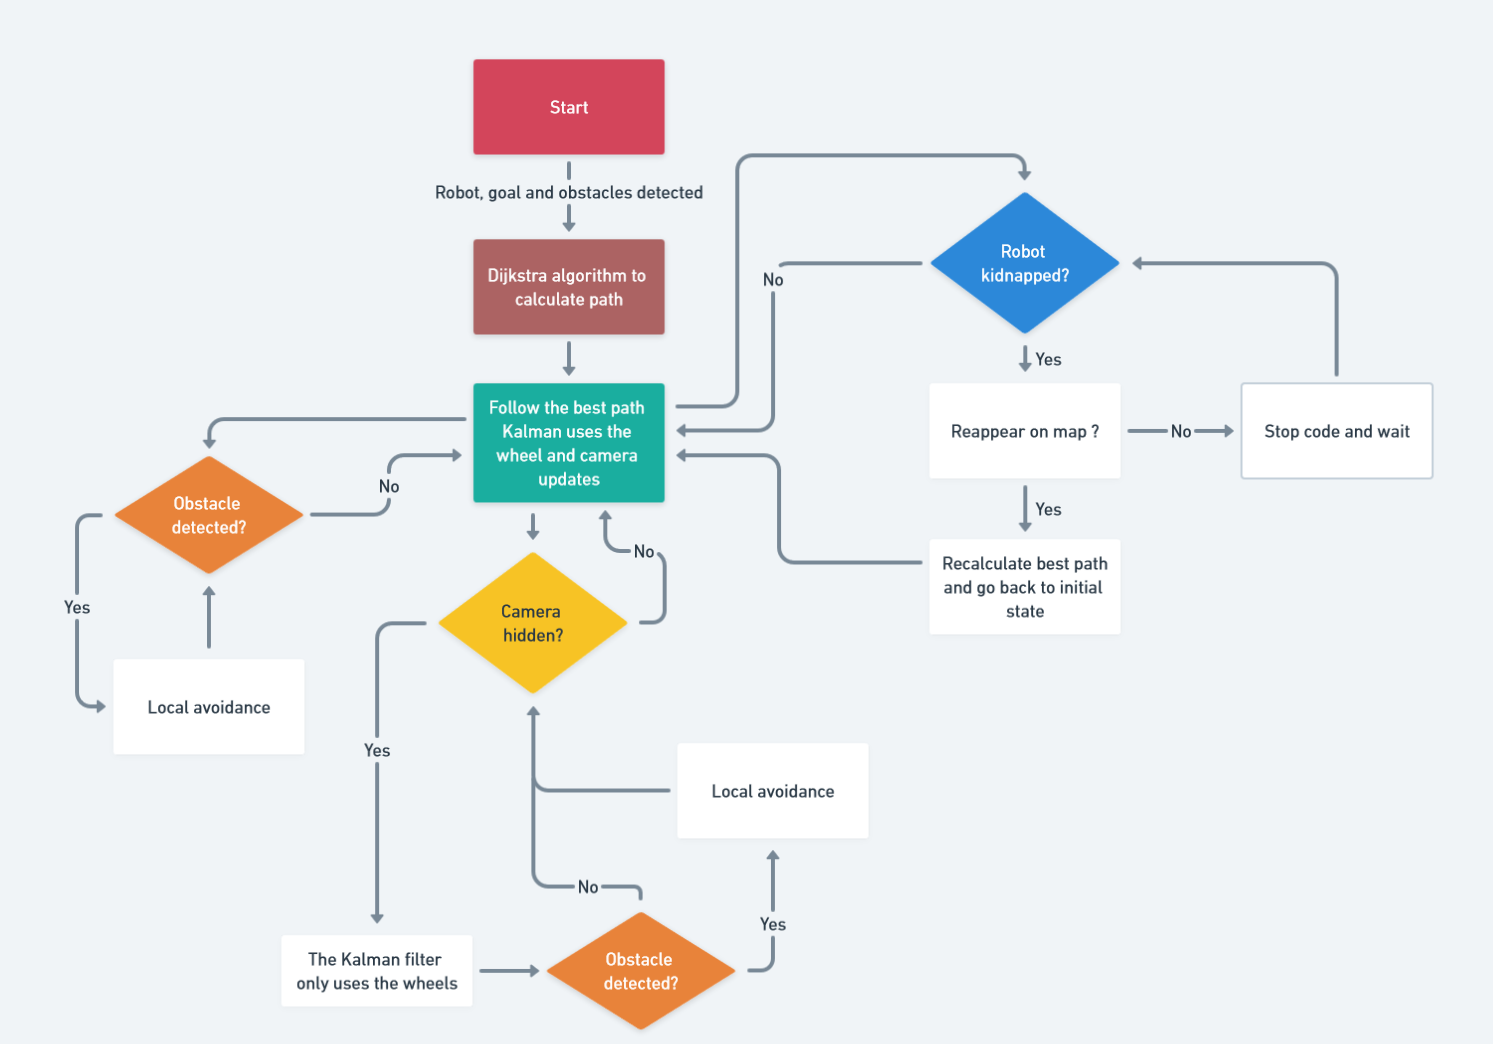 Start
Robot, goal and obstacles detected
Dijkstra algorithm to
calculate path
Follow the best path
Kalman uses the
wheel and camera
updates
Robot
kidnapped?
No
Yes
Reappear on map ?
No
Stop code and wait
Yes
Recalculate best path
and go back to initial
state
Obstacle
detected?
No
Yes
Local avoidance
Camera
hidden?
No
Yes
Local avoidance
No
Yes
The Kalman filter
only uses the wheels
Obstacle
detected?